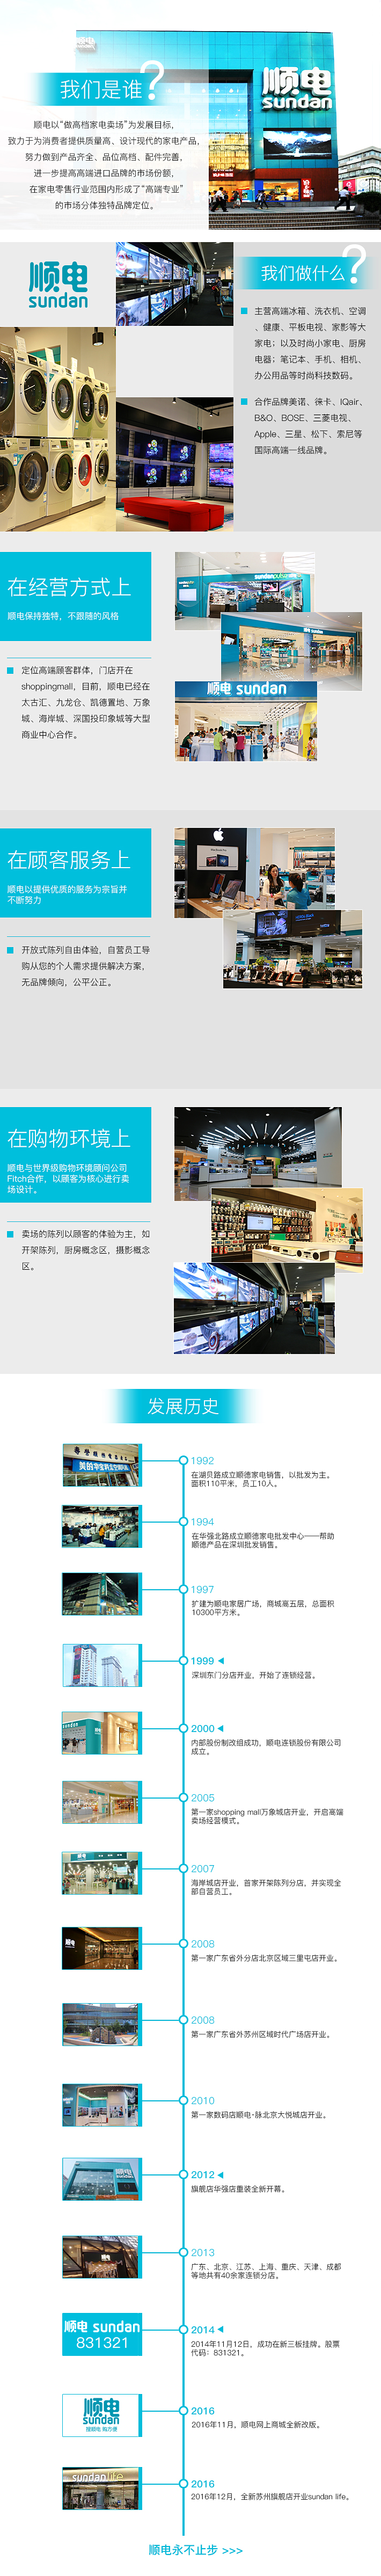 顺电
sundan
我们是谁?
顺电以“做高档家电卖场”为发展目标,
致力于为消费者提供质量高、设计现代的家电产品,
努力做到产品齐全、品位高档、配件完善,
进一步提高高端进口品牌的市场份额,
在家电零售行业范围内形成了“高端专业”
的市场分体独特品牌定位。
顺电
sundan
我们做什么?
主营高端冰箱、洗衣机、空调
、健康、平板电视、家影等大
家电；以及时尚小家电、厨房
电器；笔记本、手机、相机、
办公用品等时尚科技数码。
合作品牌美诺、徕卡、IQair、
B&O、BOSE、三菱电视、
Apple、三星、松下、索尼等
国际高端一线品牌。
在经营方式上
顺电保持独特，不跟随的风格
定位高端顾客群体，门店开在
shoppingmall，目前，顺电已经在
太古汇、九龙仓、凯德置地、万象
城、海岸城、深国投印象城等大型
商业中心合作。
顺电 sundan
在顾客服务上
顺电以提供优质的服务为宗旨并
不断努力
开放式陈列自由体验，自营员工导
购从您的个人需求提供解决方案，
无品牌倾向，公平公正。
在购物环境上
顺电与世界级购物环境顾问公司
Fitch合作，以顾客为核心进行卖
场设计。
卖场的陈列以顾客的体验为主，如
开架陈列，厨房概念区，摄影概念
区。
发展历史
1992
在湖贝路成立顺德家电销售，以批发为主。
面积110平米，员工10人。
1994
在华强北路成立顺德家电批发中心——帮助
顺德产品在深圳批发销售。
1997
扩建为顺电家居广场，商城高五层，总面积
10300平方米。
1999
深圳东门分店开业，开始了连锁经营。
2000
内部股份制改组成功，顺电连锁股份有限公司
成立。
2005
第一家shopping mall万象城店开业，开启高端
卖场经营模式。
2007
海岸城店开业，首家开架陈列分店，并实现全
部自营员工。
2008
第一家广东省外分店北京区域三里屯店开业。
2008
第一家广东省外苏州区域时代广场店开业。
2010
第一家数码店顺电·脉北京大悦城店开业。
2012
旗舰店华强店重装全新开幕。
2013
广东、北京、江苏、上海、重庆、天津、成都
等地共有40余家连锁分店。
顺电 sundan
831321
2014
2014年11月12日，成功在新三板挂牌。股票
代码：831321。
顺电
sundan
2016
2016年11月，顺电网上商城全新改版。
sundan life
2016
2016年12月，全新苏州旗舰店开业sundan life。
顺电永不止步 >>>